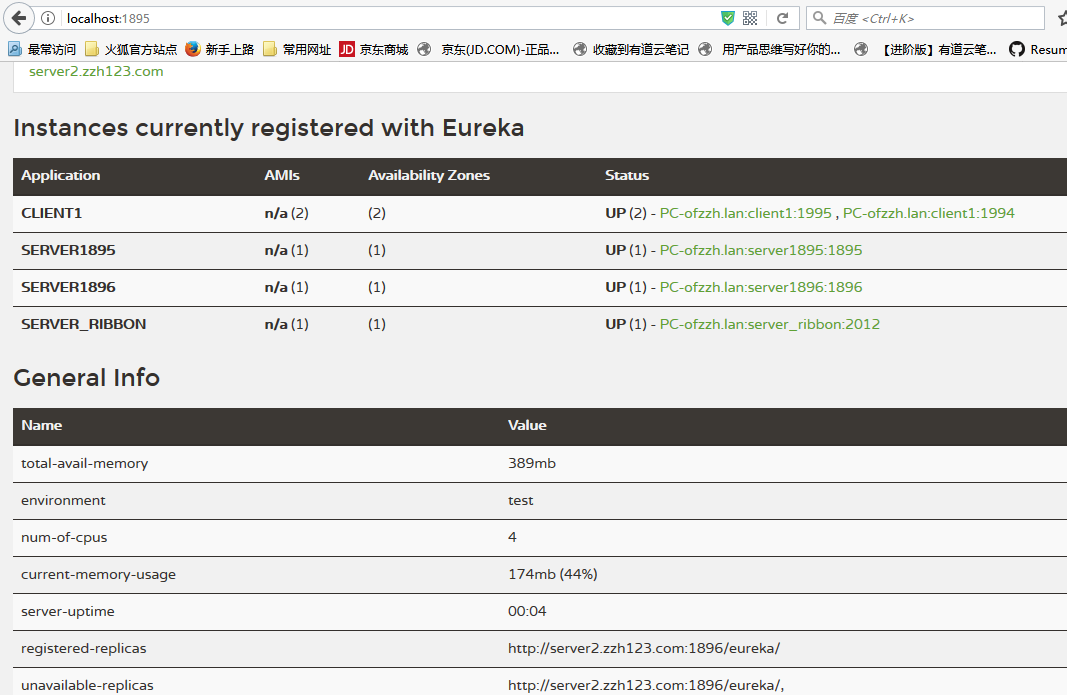 localhost:1895
百度 <Ctrl+K>
最常访问 火狐官方站点 新手上路 常用网址 JD 京东商城 京东(JD.COM)-正品... 收藏到有道云笔记 用产品思维写好你的... 【进阶版】有道云笔... Resum
server2.zzh123.com
Instances currently registered with Eureka
Application AMIs Availability Zones Status
CLIENT1 n/a (2) (2) UP (2) - PC-ofzzh.lan:client1:1995 , PC-ofzzh.lan:client1:1994
SERVER1895 n/a (1) (1) UP (1) - PC-ofzzh.lan:server1895:1895
SERVER1896 n/a (1) (1) UP (1) - PC-ofzzh.lan:server1896:1896
SERVER_RIBBON n/a (1) (1) UP (1) - PC-ofzzh.lan:server_ribbon:2012
General Info
Name Value
total-avail-memory 389mb
environment test
num-of-cpus 4
current-memory-usage 174mb (44%)
server-uptime 00:04
registered-replicas http://server2.zzh123.com:1896/eureka/
unavailable-replicas http://server2.zzh123.com:1896/eureka/,